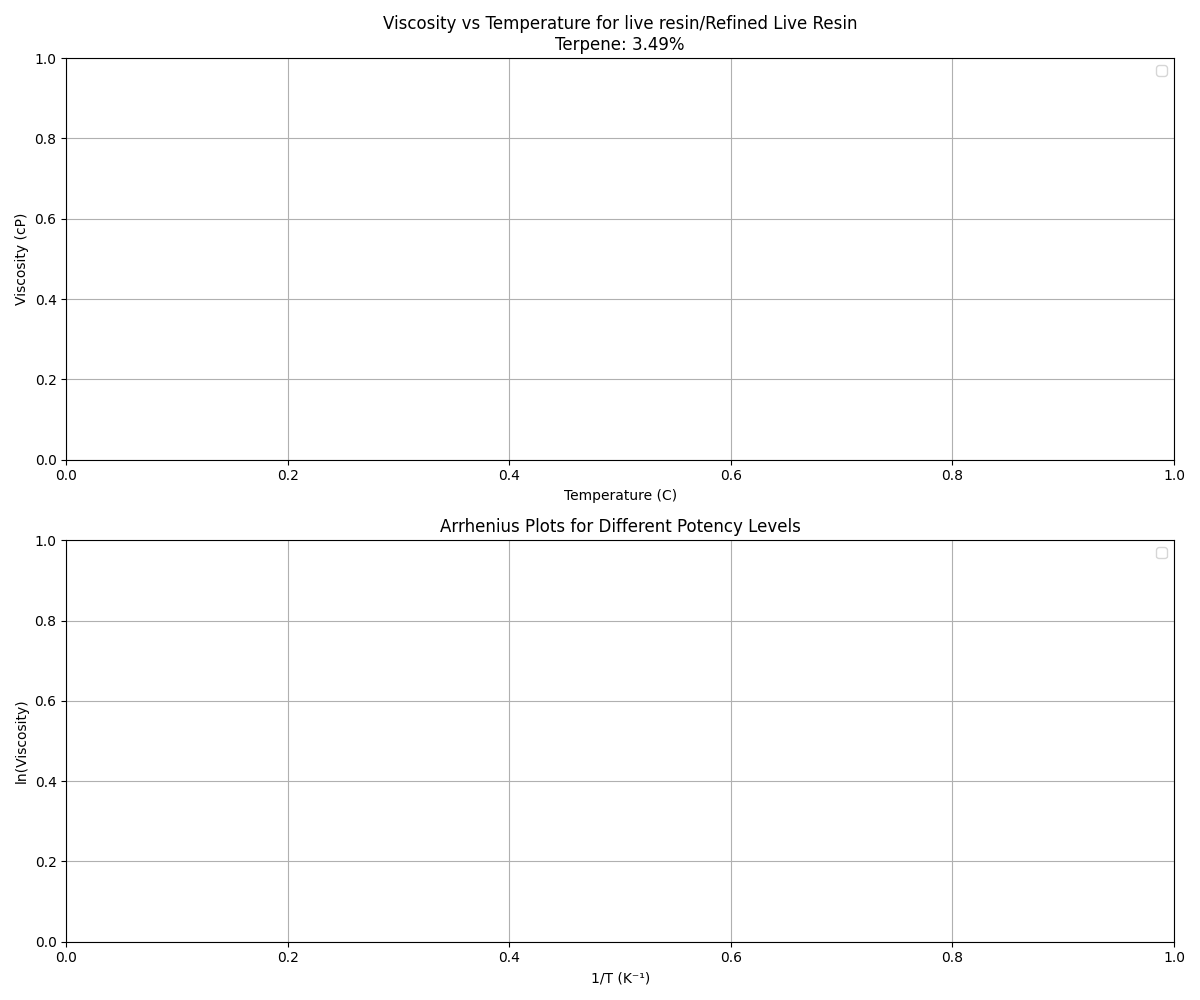 Viscosity vs Temperature for live resin/Refined Live Resin
Terpene: 3.49%
1.0
0.8
0.6
0.4
0.2
0.0
Viscosity (cP)
0.0 0.2 0.4 0.6 0.8 1.0
Temperature (C)
Arrhenius Plots for Different Potency Levels
1.0
0.8
0.6
0.4
0.2
0.0
ln(Viscosity)
0.0 0.2 0.4 0.6 0.8 1.0
1/T (K⁻¹)